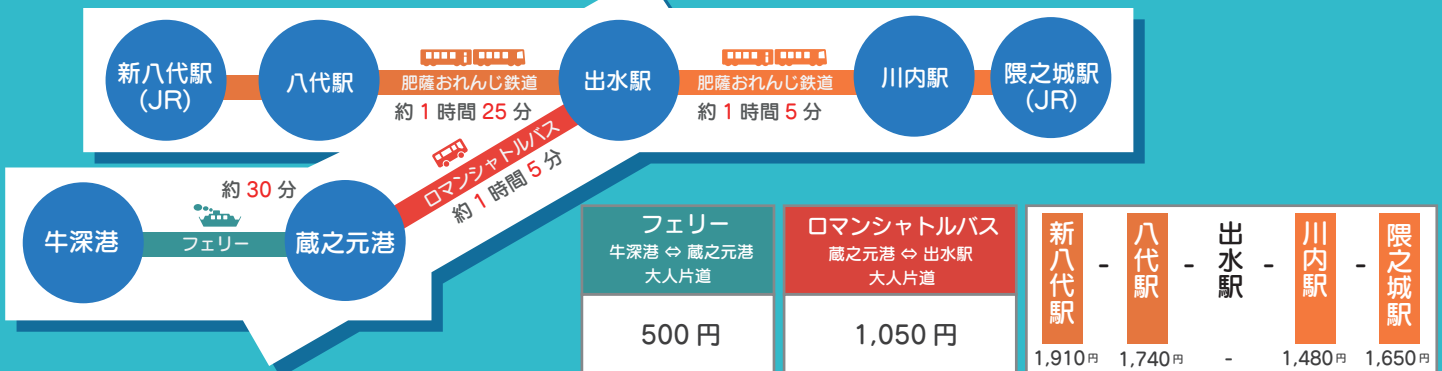 新八代駅
(JR)
八代駅
肥薩おれんじ鉄道
約 1 時間 25 分
出水駅
肥薩おれんじ鉄道
約 1 時間 5 分
川内駅
隈之城駅
(JR)
ロマンシャトルバス
約 1 時間 5 分
牛深港
約 30 分
フェリー
蔵之元港
フェリー
牛深港 ⇔ 蔵之元港
大人片道
500 円
ロマンシャトルバス
蔵之元港 ⇔ 出水駅
大人片道
1,050 円
新八代駅 - 八代駅 - 出水駅 - 川内駅 - 隈之城駅
1,910円 1,740円 - 1,480円 1,650円